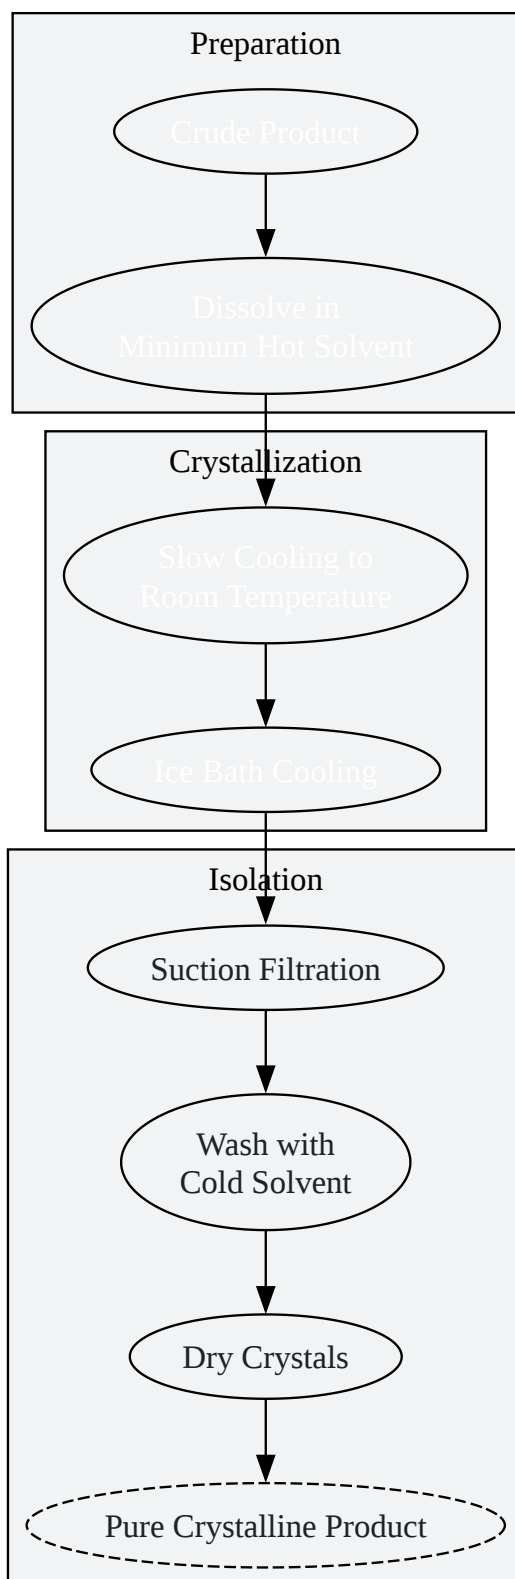 Preparation
Crude Product
Dissolve in
Minimum Hot Solvent
Crystallization
Slow Cooling to
Room Temperature
Ice Bath Cooling
Isolation
Suction Filtration
Wash with
Cold Solvent
Dry Crystals
Pure Crystalline Product